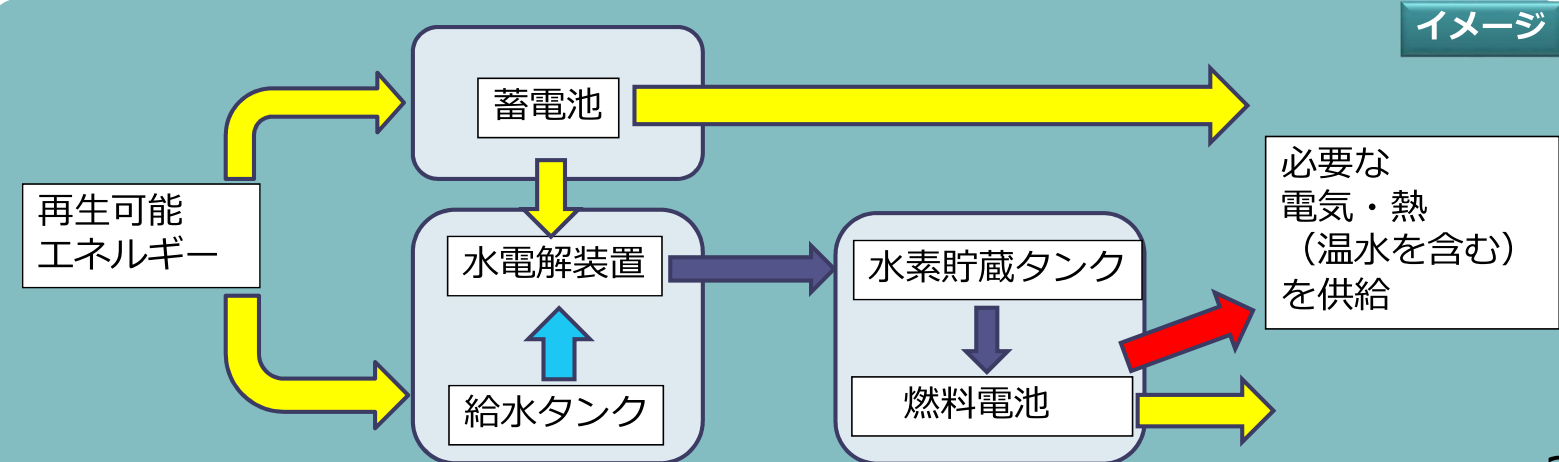 イメージ
蓄電池
再生可能
エネルギー
水電解装置
給水タンク
水素貯蔵タンク
燃料電池
必要な
電気・熱
（温水を含む）
を供給